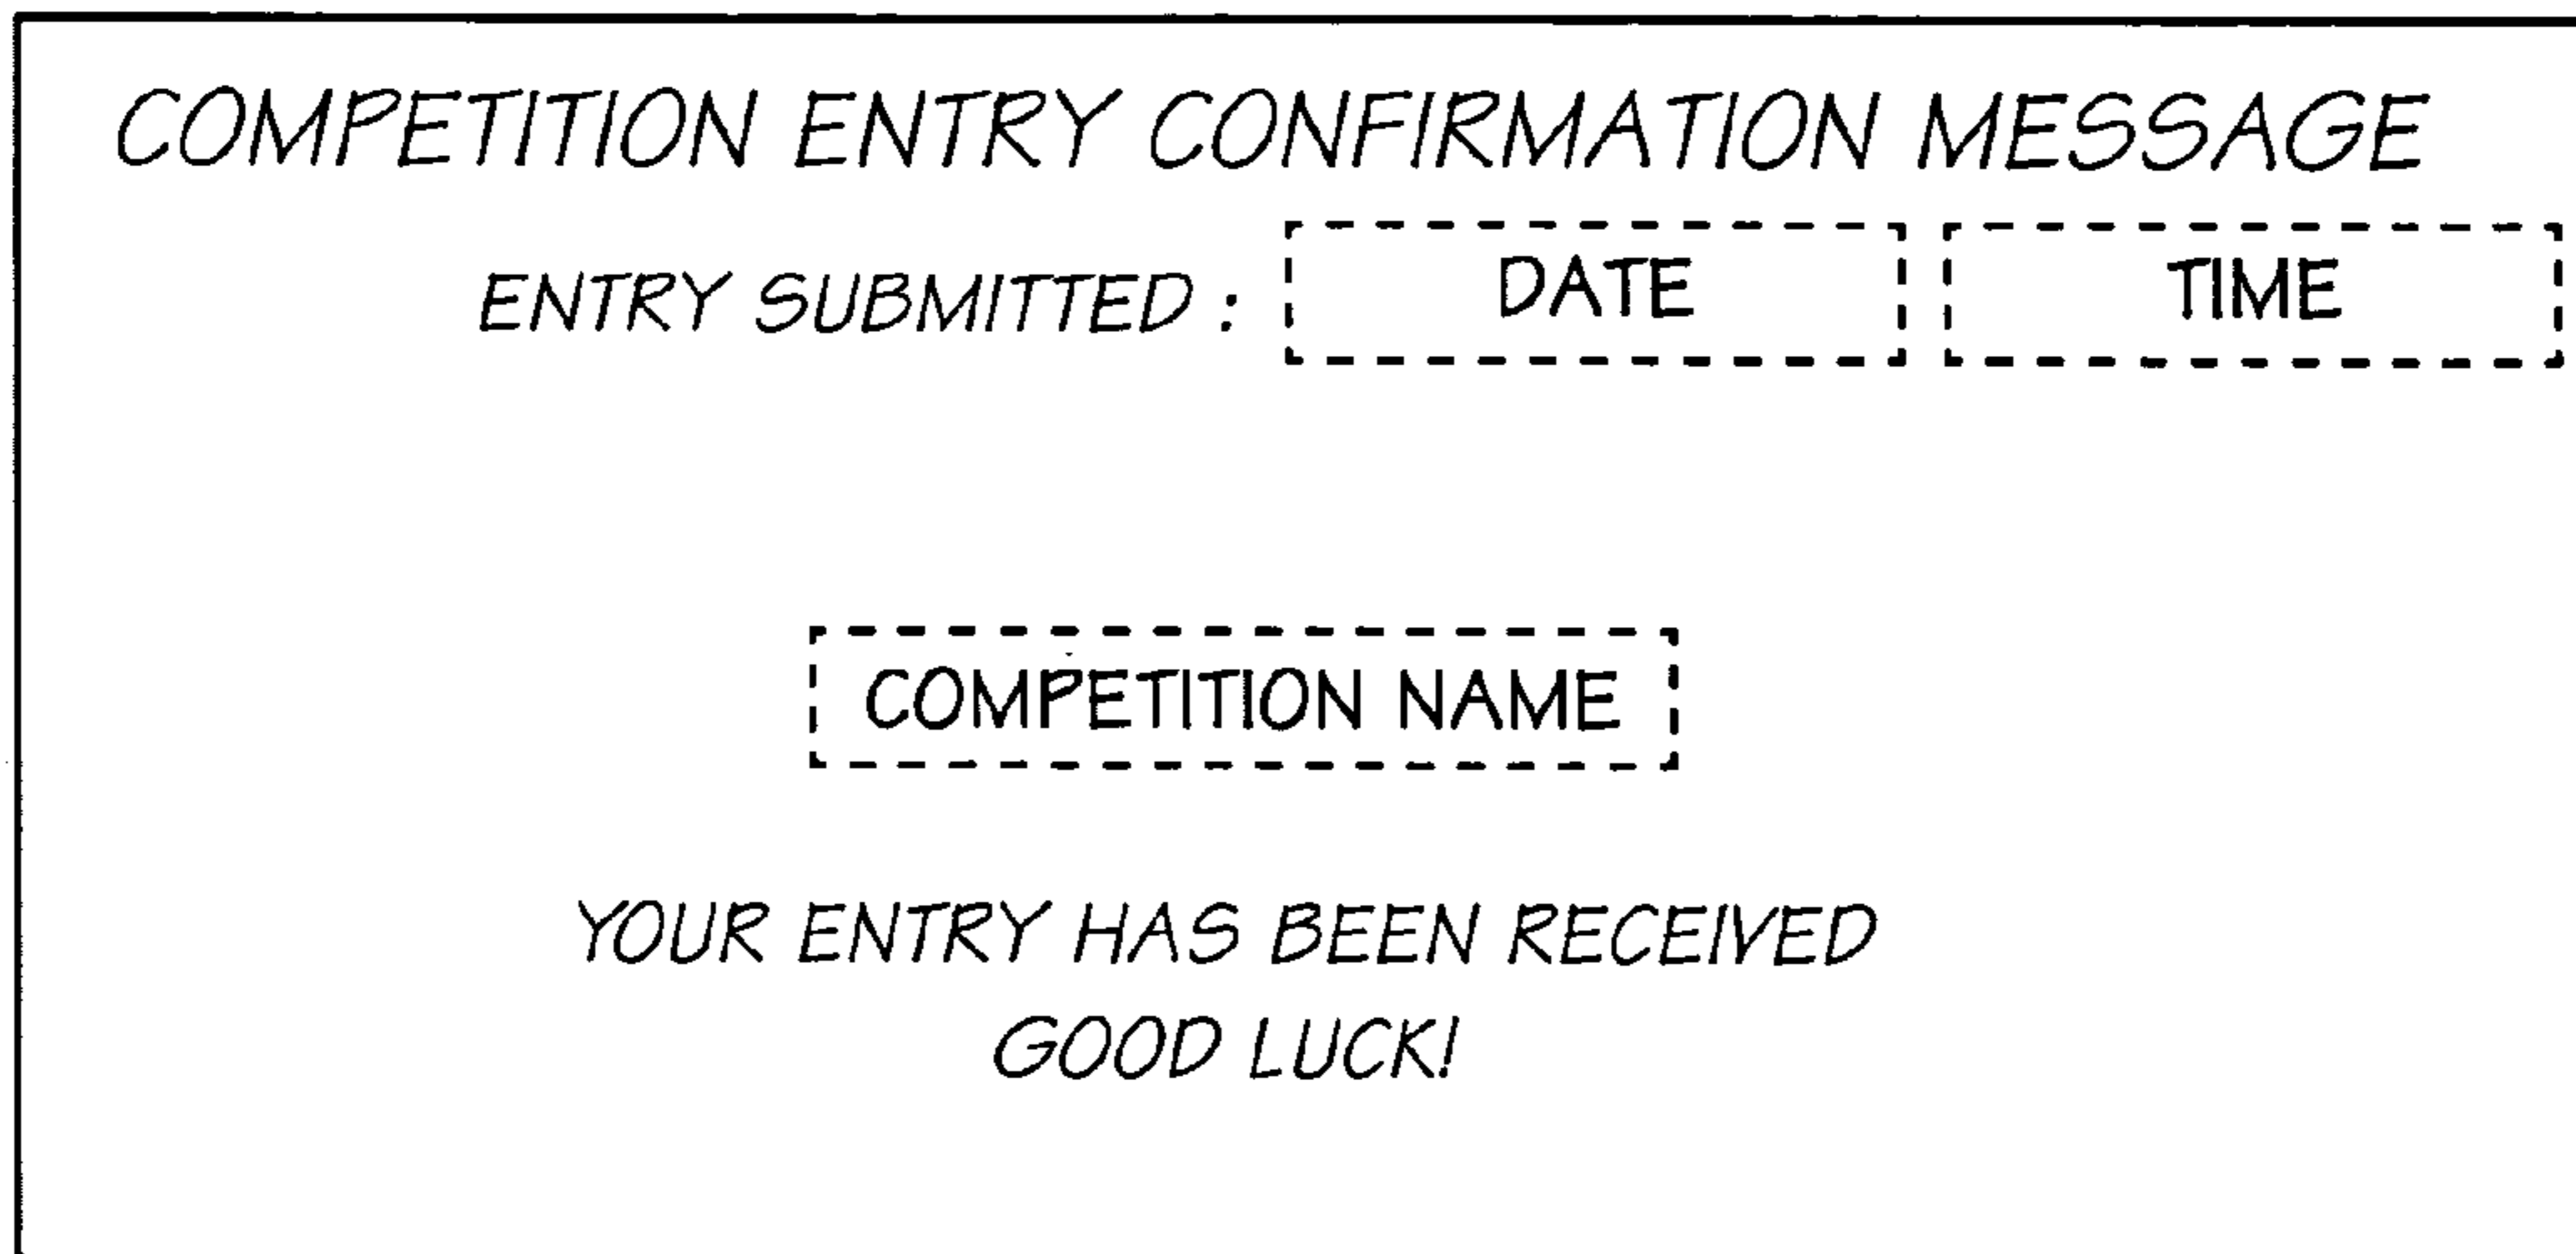 COMPETITION ENTRY CONFIRMATION MESSAGE
ENTRY SUBMITTED : DATE TIME
COMPETITION NAME
YOUR ENTRY HAS BEEN RECEIVED
GOOD LUCK!